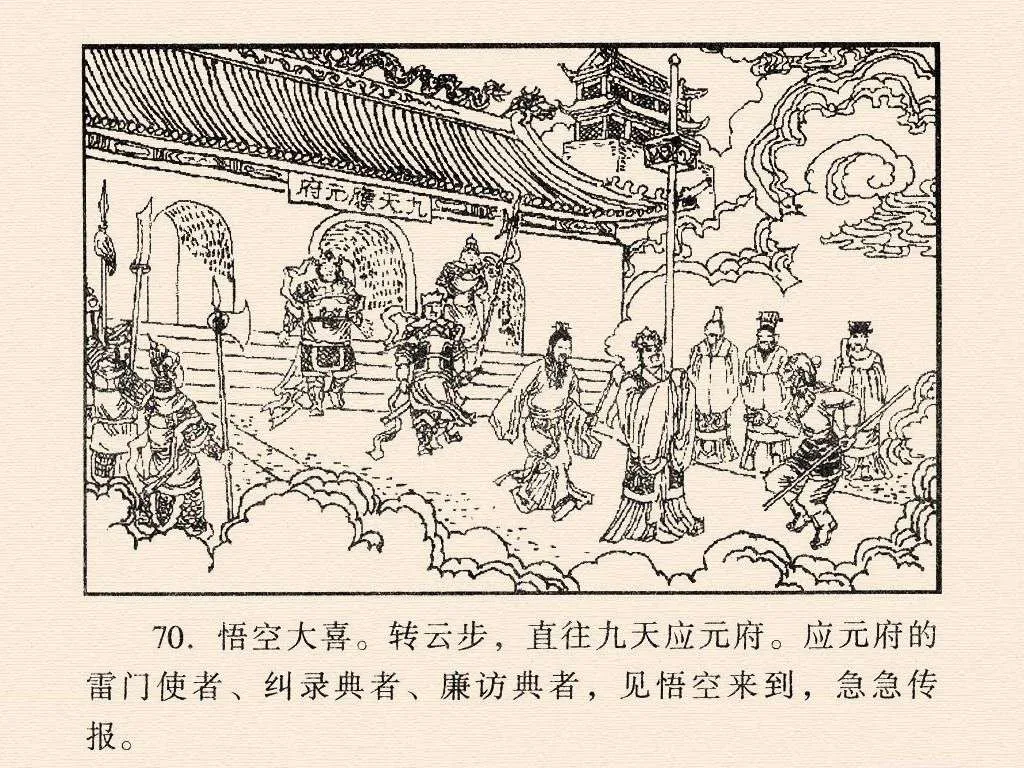 府元應天九
70. 悟空大喜。转云步，直往九天应元府。应元府的
雷门使者、纠录典者、廉访典者，见悟空来到，急急传
报。